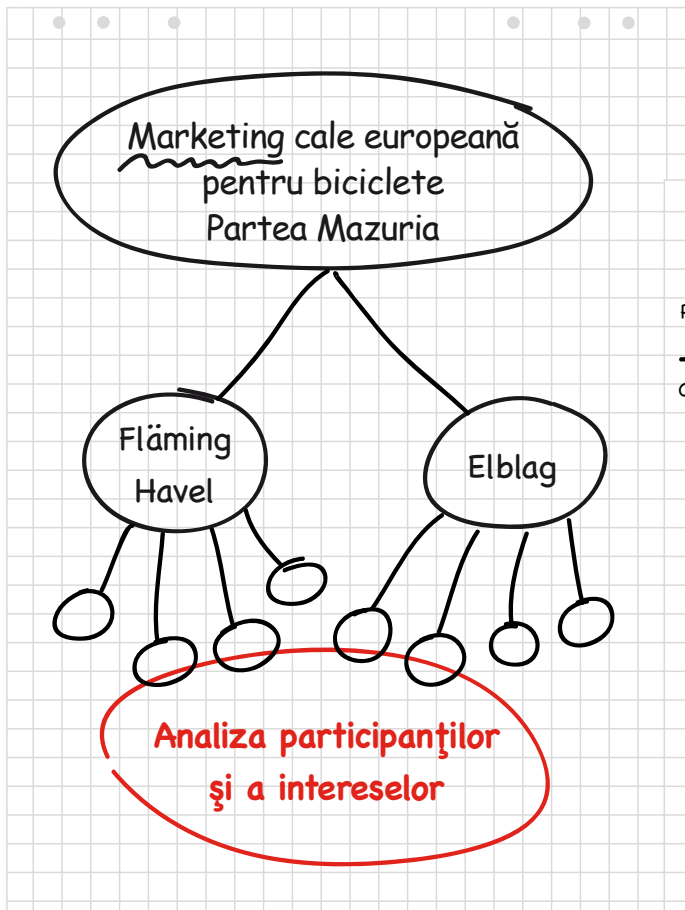 Marketing cale europeană
pentru biciclete
Partea Mazuria
Fläming
Havel
Elblag
Analiza participanţilor
şi a intereselor